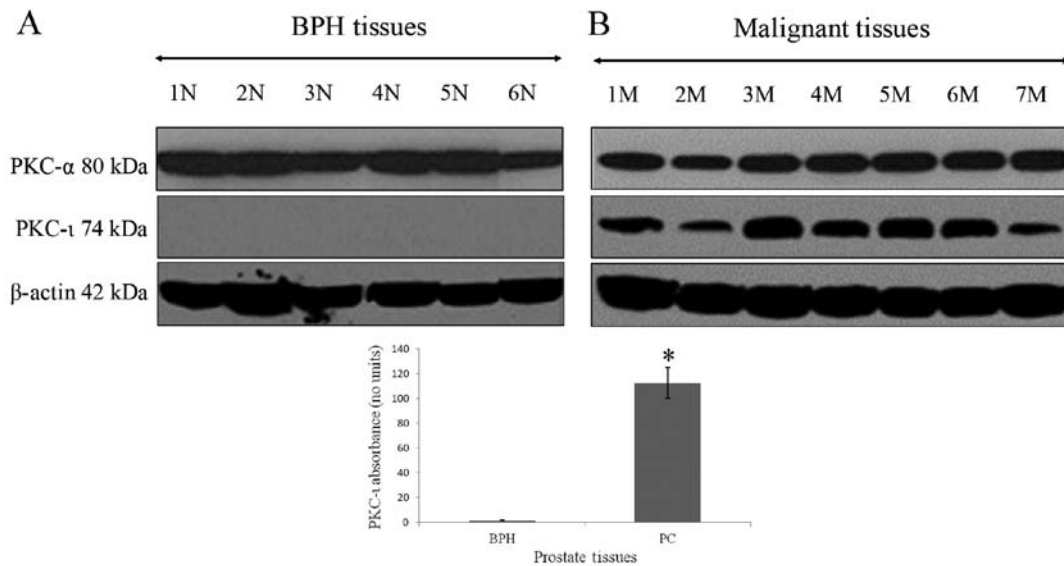 A
BPH tissues
1N 2N 3N 4N 5N 6N
B
Malignant tissues
1M 2M 3M 4M 5M 6M 7M
PKC-α 80 kDa
PKC-ι 74 kDa
β-actin 42 kDa
PKC-ι absorbance (no units)
140
120
100
80
60
40
20
0
*
BPH PC
Prostate tissues